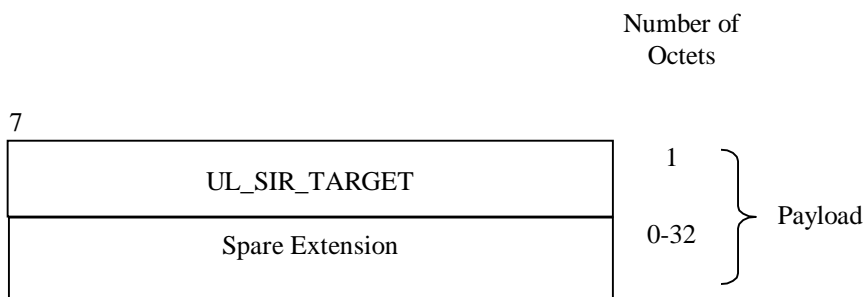 Number of
Octets
7
UL_SIR_TARGET
1
Spare Extension
0-32
Payload